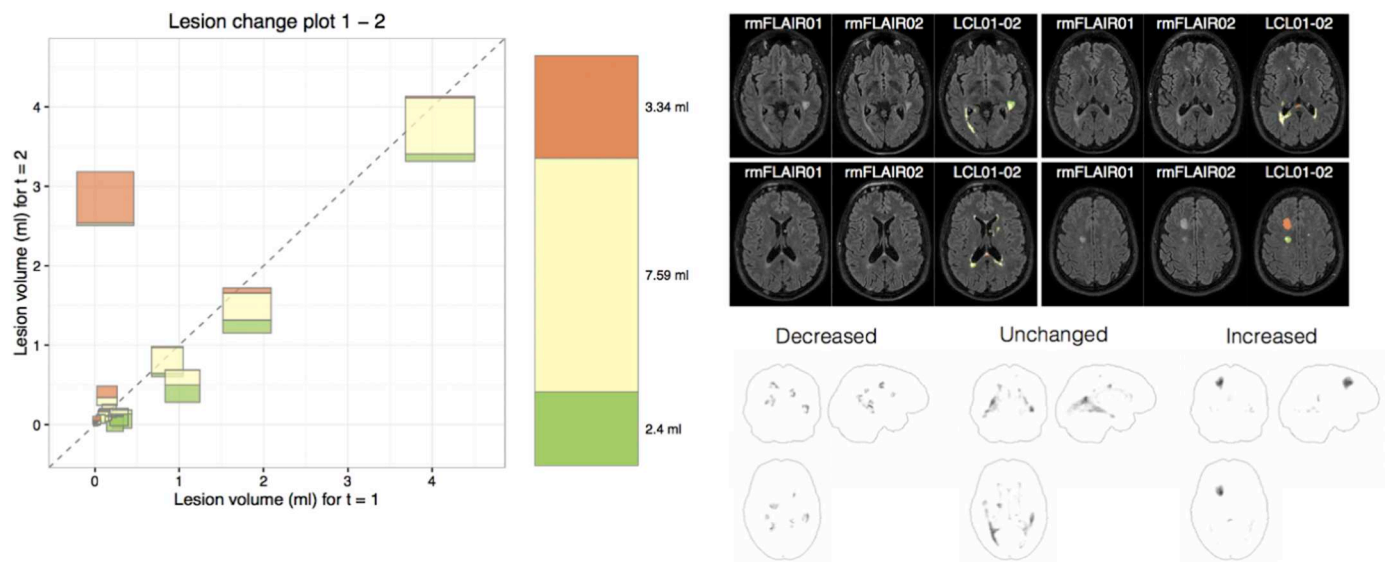 Lesion change plot 1 − 2
Lesion volume (ml) for t = 2
4
3
2
1
0
0 1 2 3 4
Lesion volume (ml) for t = 1
3.34 ml
7.59 ml
2.4 ml
rmFLAIR01 rmFLAIR02 LCL01-02 rmFLAIR01 rmFLAIR02 LCL01-02
rmFLAIR01 rmFLAIR02 LCL01-02 rmFLAIR01 rmFLAIR02 LCL01-02
Decreased Unchanged Increased